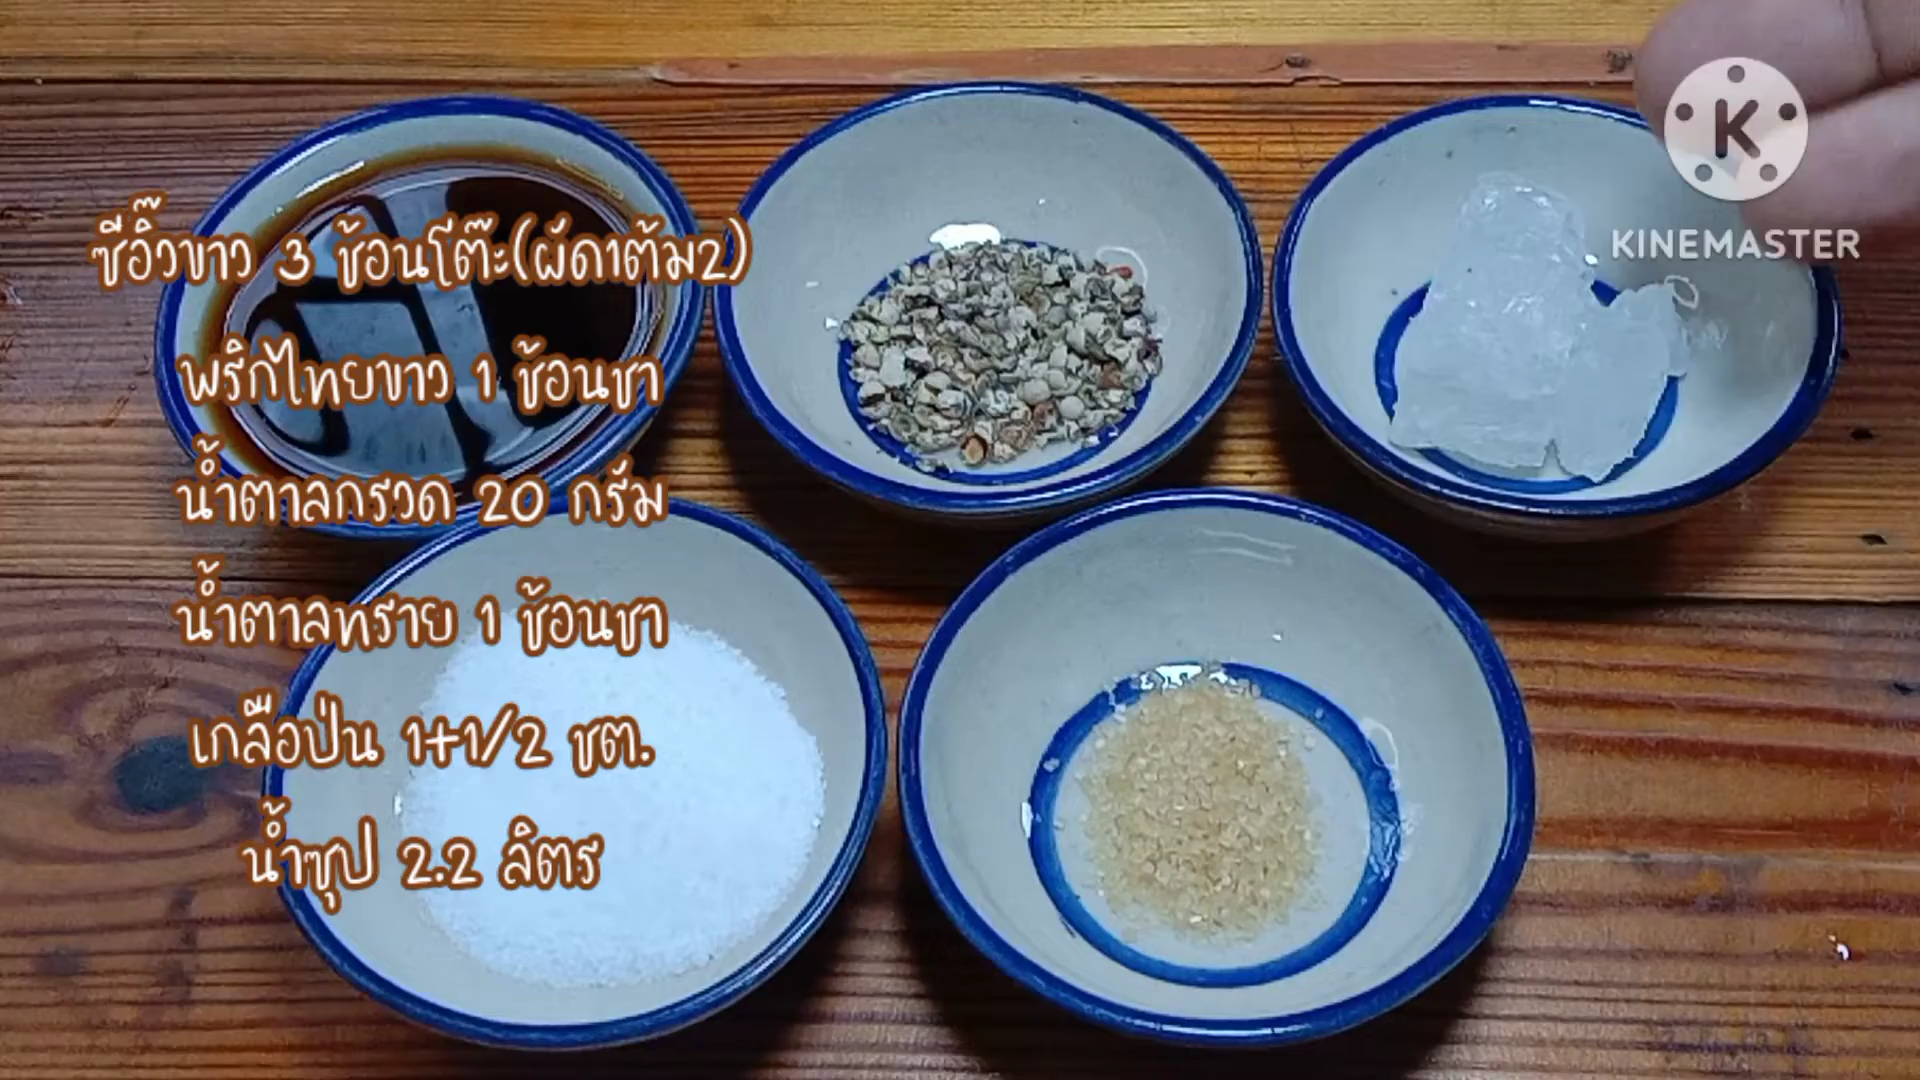 ซีอิ๊วขาว 3 ช้อนโต๊ะ(ผัด1ต้ม2)
พริกไทยขาว 1 ช้อนชา
น้ำตาลกรวด 20 กรัม
น้ำตาลทราย 1 ช้อนชา
เกลือป่น 1+1/2 ชต.
น้ำซุป 2.2 ลิตร
K
KINEMASTER